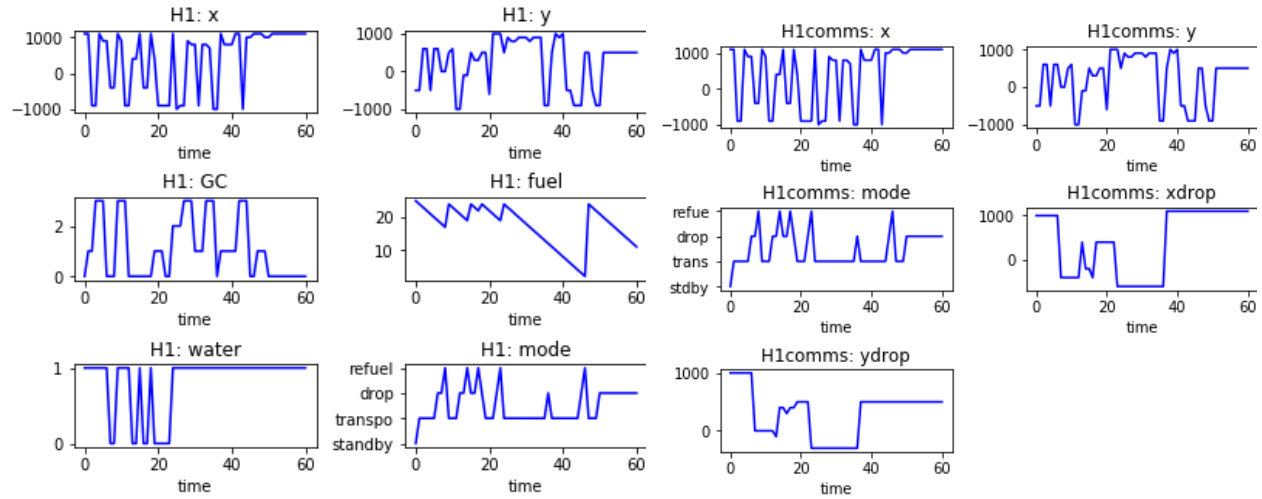 H1: x
1000
0
−1000
0 20 40 60
time
H1: y
1000
0
−1000
0 20 40 60
time
H1comms: x
1000
0
−1000
0 20 40 60
time
H1comms: y
1000
0
−1000
0 20 40 60
time
H1: GC
2
0
0 20 40 60
time
H1: fuel
20
10
0 20 40 60
time
H1comms: mode
refue
drop
trans
stdby
0 20 40 60
time
H1comms: xdrop
1000
0
0 20 40 60
time
H1: water
1
0
0 20 40 60
time
H1: mode
refuel
drop
transpo
standby
0 20 40 60
time
H1comms: ydrop
1000
0
0 20 40 60
time